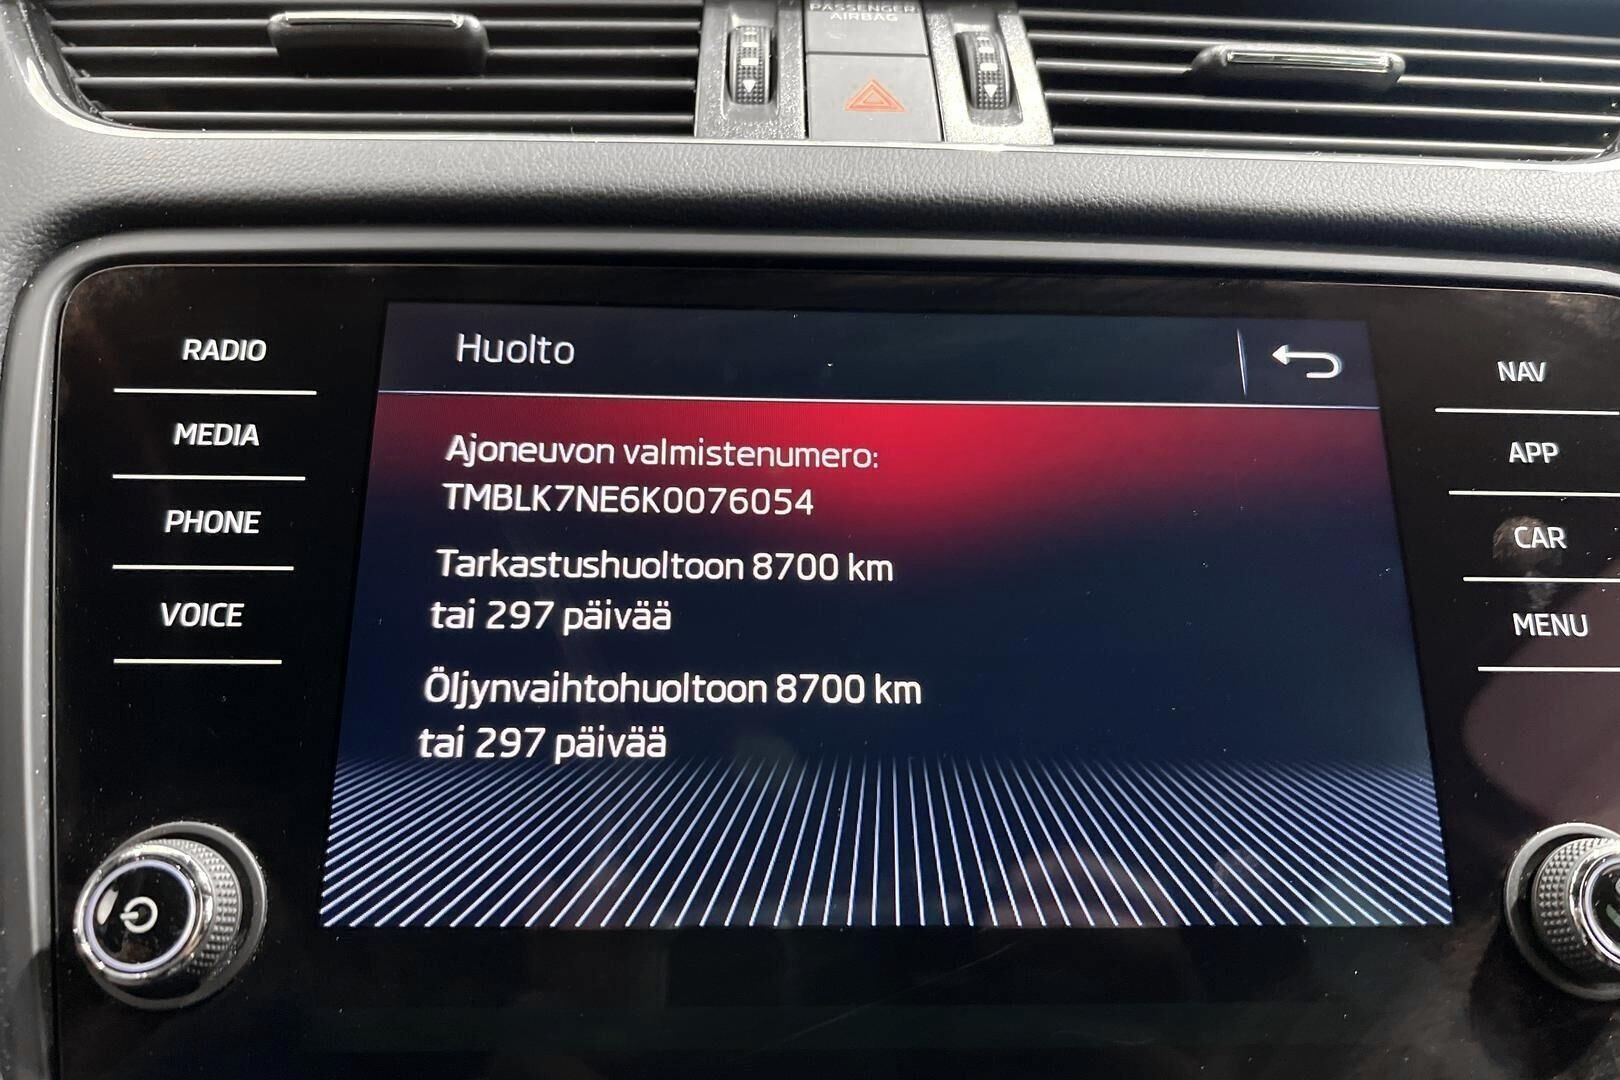 PASSENGER
AIRBAG
RADIO
MEDIA
PHONE
VOICE
Huolto
Ajoneuvon valmistenumero:
TMBLK7NE6K0076054
Tarkastushuoltoon 8700 km
tai 297 päivää
Öljynvaihtohuoltoon 8700 km
tai 297 päivää
NAV
APP
CAR
MENU